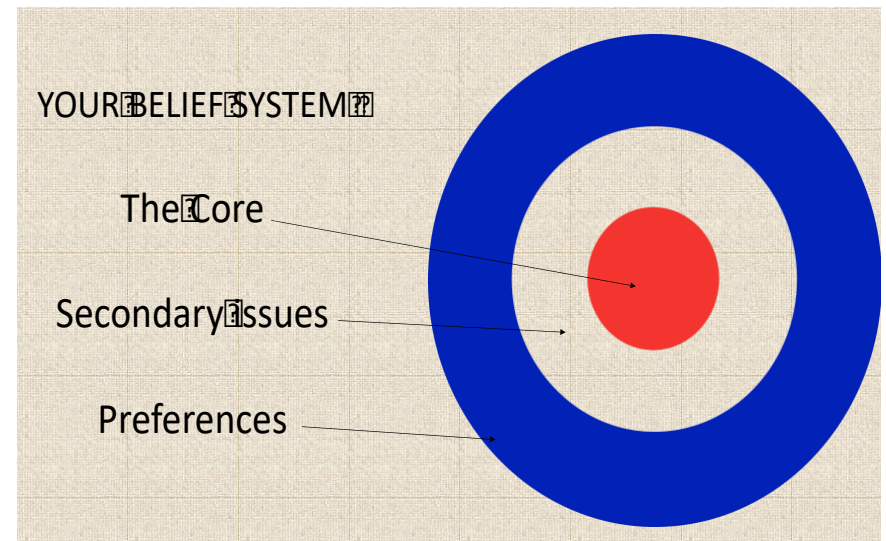 YOUR BELIEF SYSTEM
The Core
Secondary Issues
Preferences